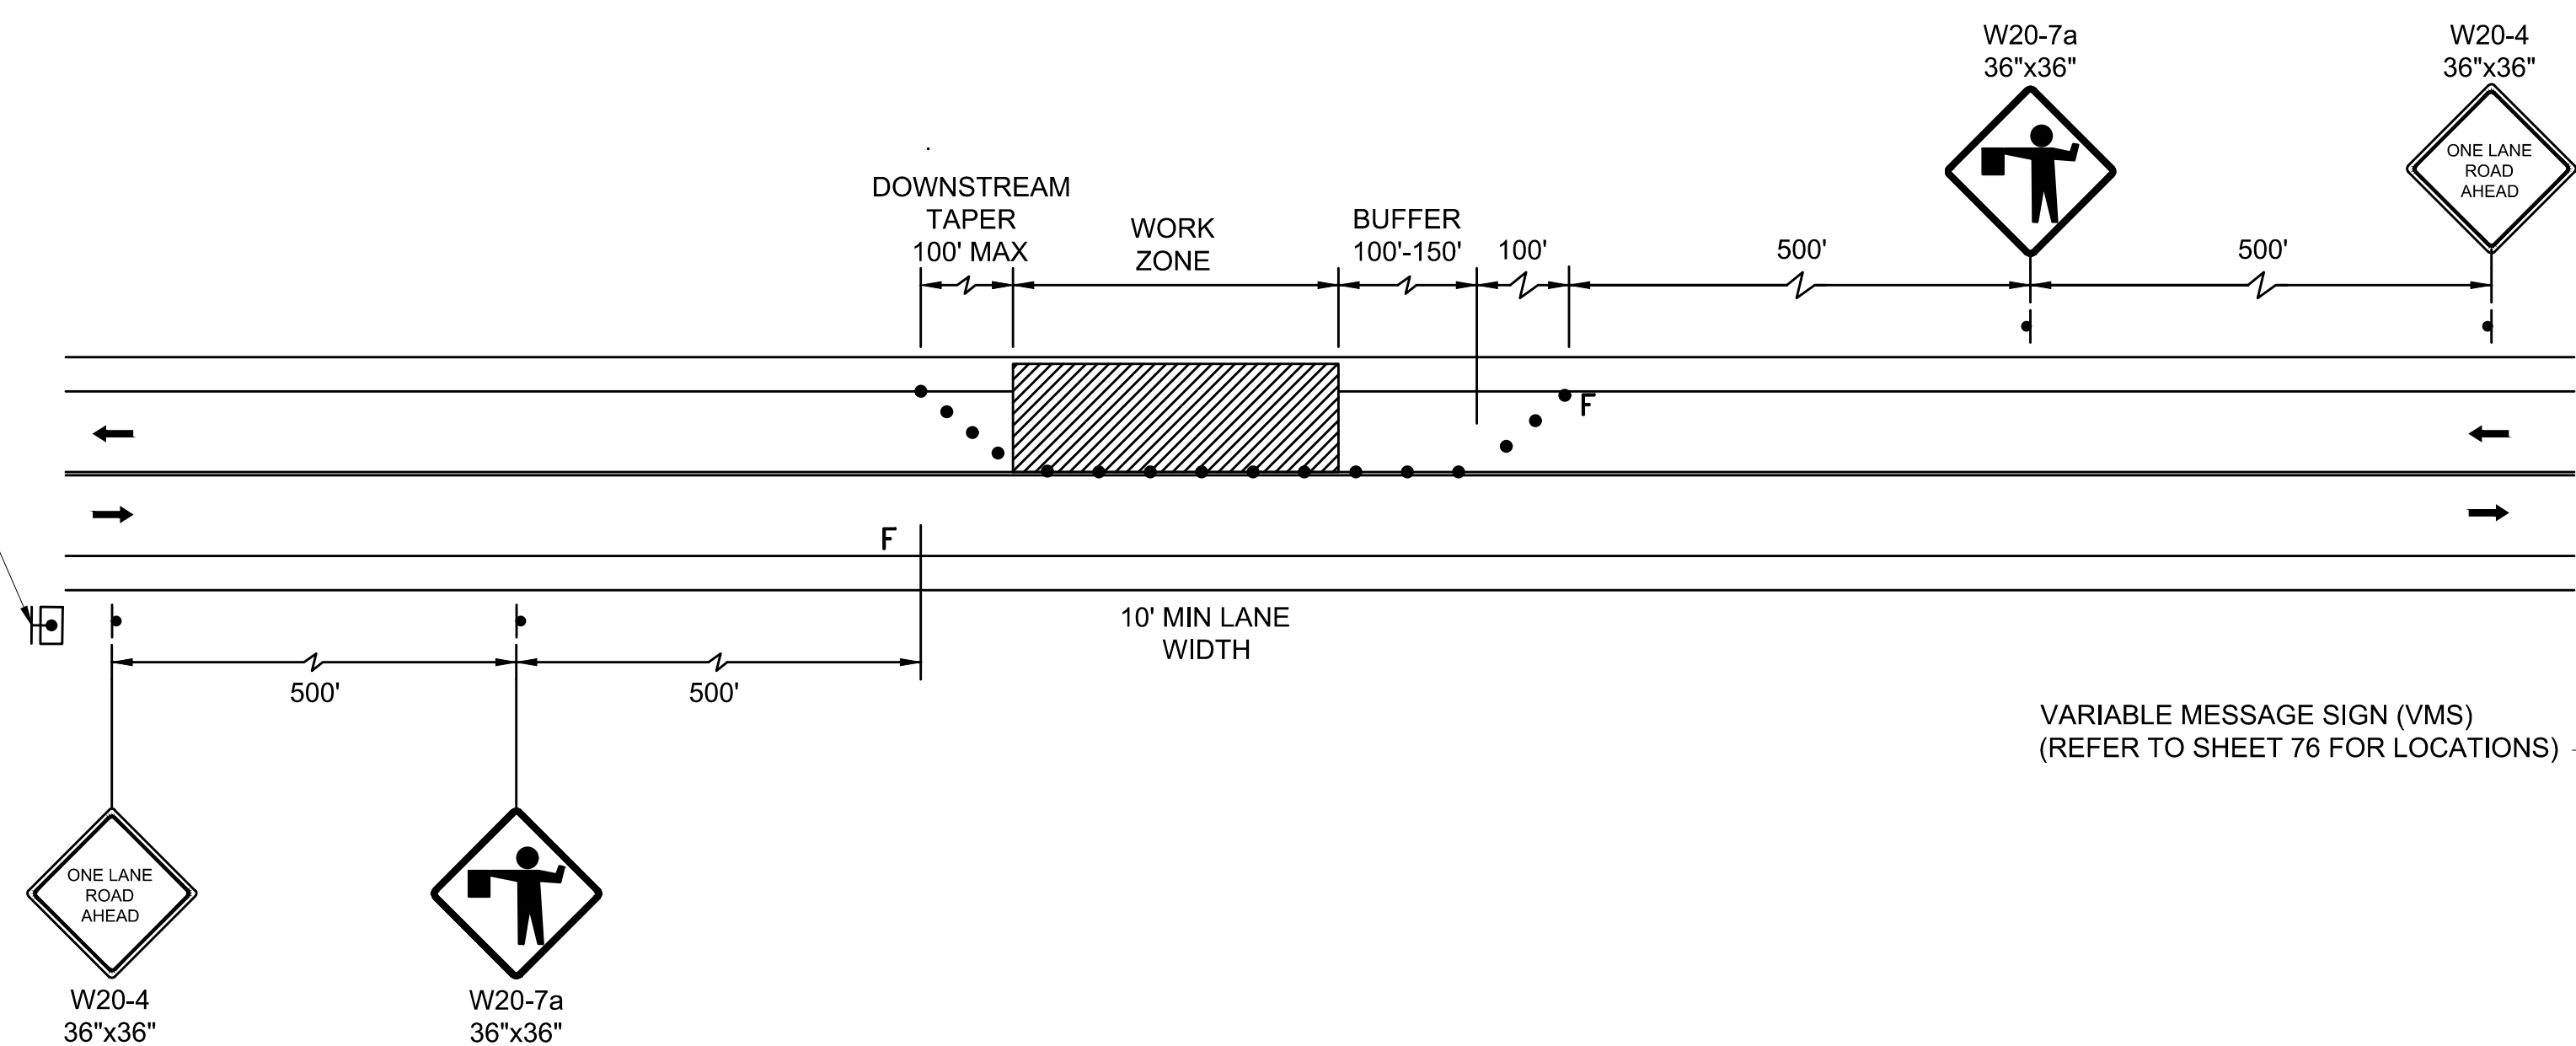 W20-7a
36"x36"
W20-4
36"x36"
ONE LANE
ROAD
AHEAD
DOWNSTREAM
TAPER
100' MAX
WORK
ZONE
BUFFER
100'-150'
100'
500'
500'
F
F
10' MIN LANE
WIDTH
500'
500'
VARIABLE MESSAGE SIGN (VMS)
(REFER TO SHEET 76 FOR LOCATIONS)
ONE LANE
ROAD
AHEAD
W20-4
36"x36"
W20-7a
36"x36"